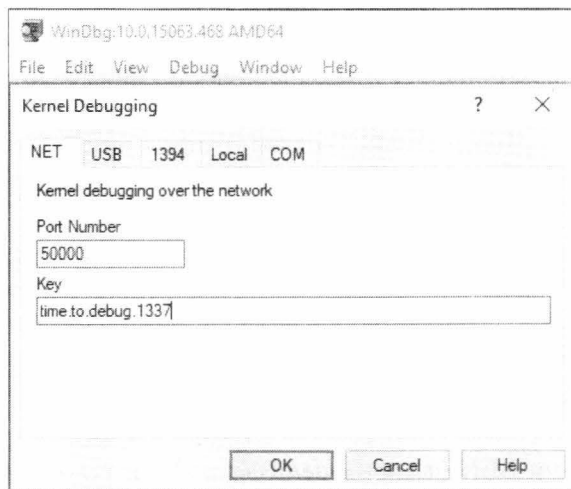 WinDbg:10.0.15063.468 AMD64
File Edit View Debug Window Help
Kernel Debugging ?
NET USB 1394 Local COM
Kernel debugging over the network
Port Number
50000
Key
time.to.debug.1337
OK Cancel Help